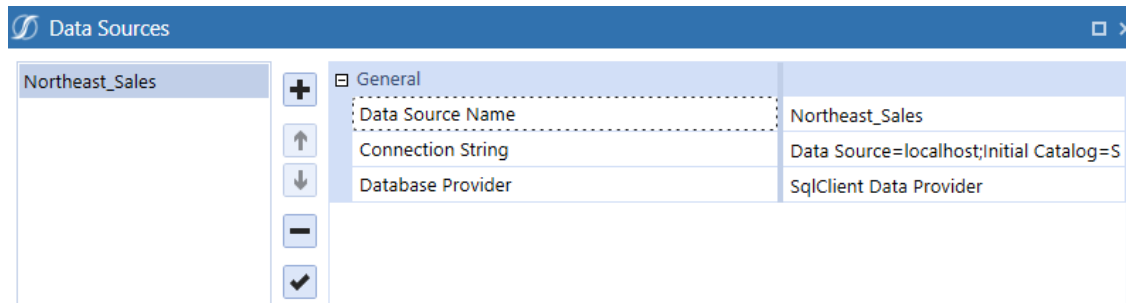 Data Sources
Northeast_Sales
General
Data Source Name Northeast_Sales
Connection String Data Source=localhost;Initial Catalog=S
Database Provider SqlClient Data Provider